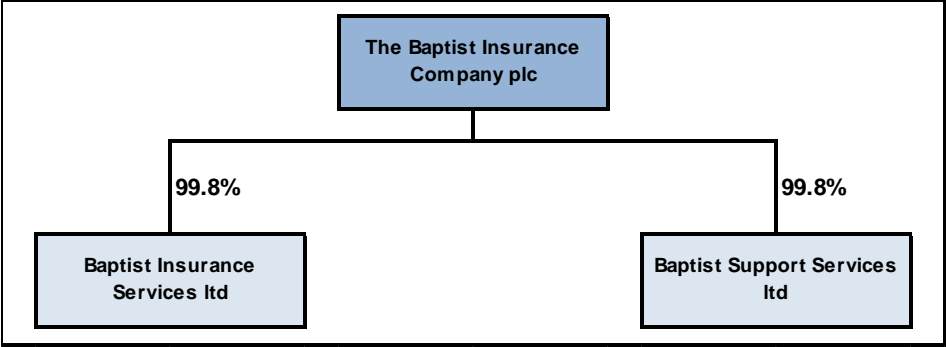 The Baptist Insurance
Company plc
99.8%
99.8%
Baptist Insurance
Services ltd
Baptist Support Services
ltd